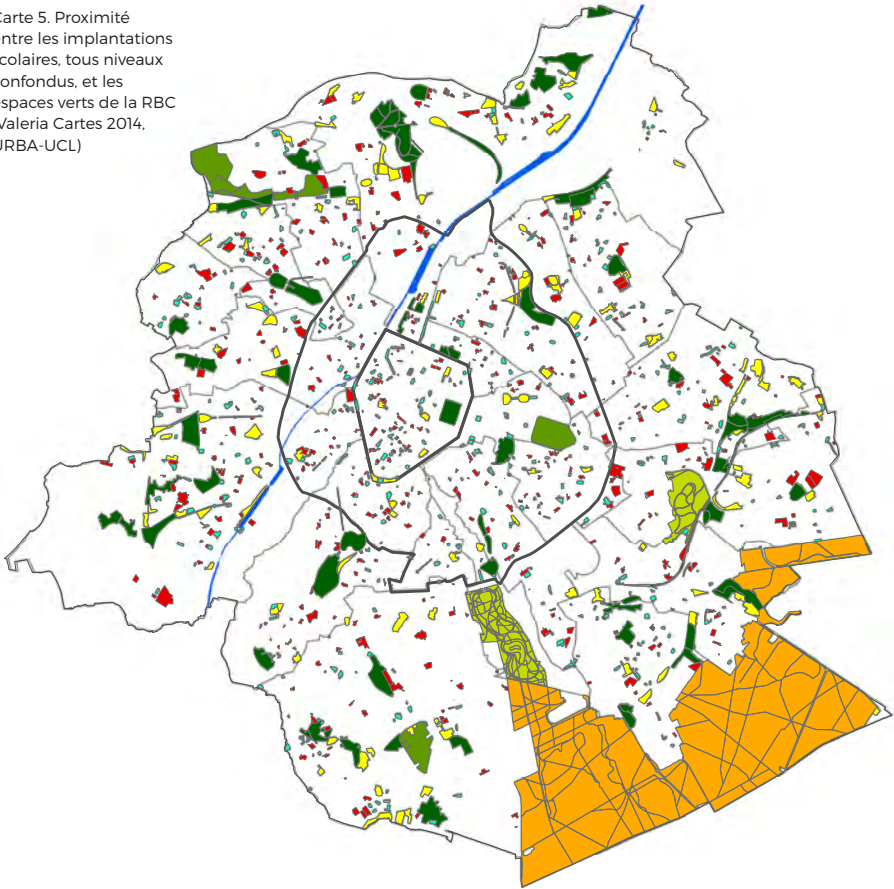 Carte 5. Proximité
entre les implantations
scolaires, tous niveaux
confondus, et les
espaces verts de la RBC
(Valeria Cartes 2014,
URBA-UCL)